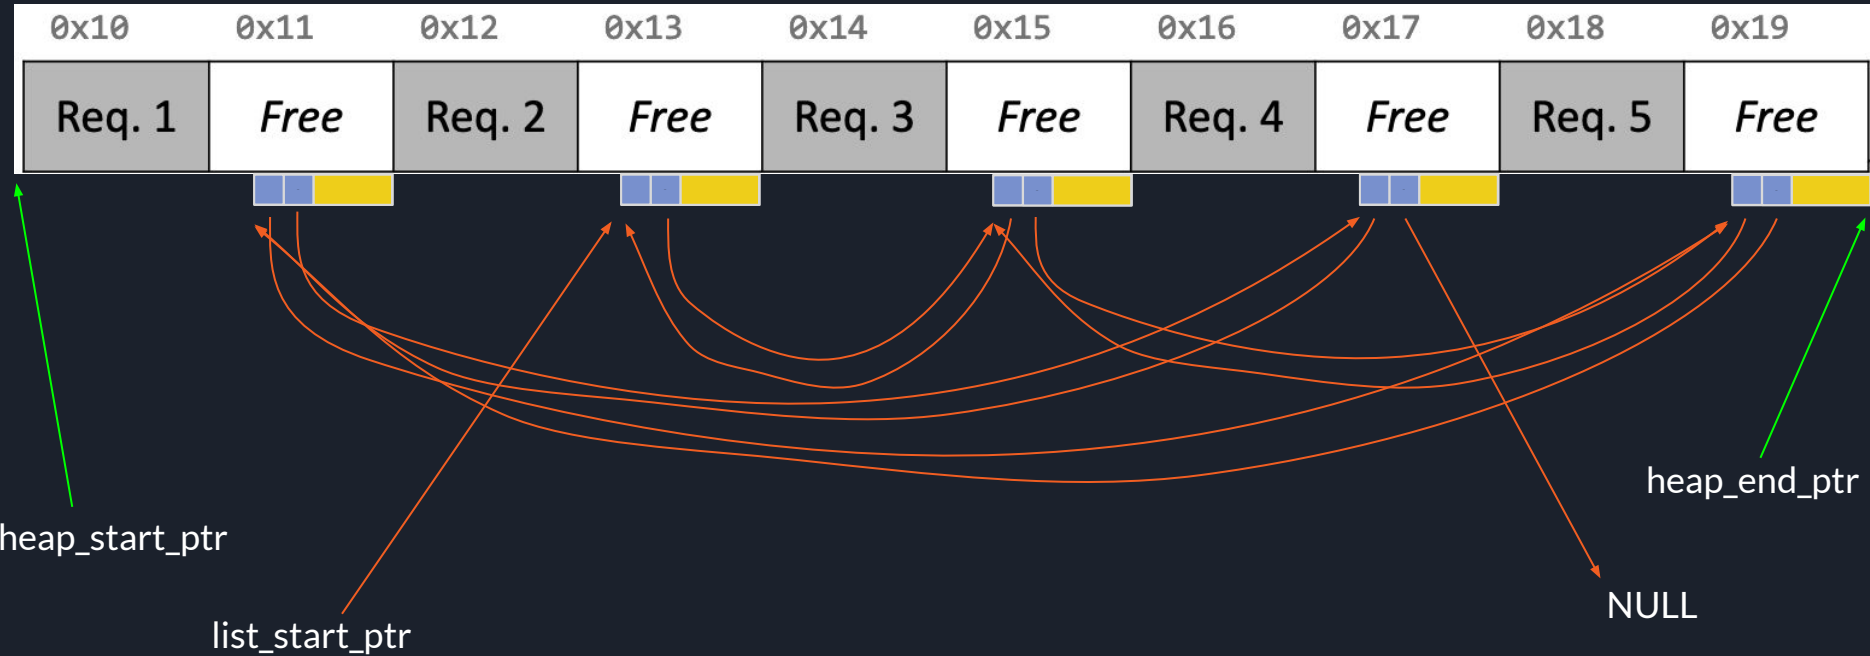 0x10 0x11 0x12 0x13 0x14 0x15 0x16 0x17 0x18 0x19
Req. 1 Free Req. 2 Free Req. 3 Free Req. 4 Free Req. 5 Free
heap_end_ptr
heap_start_ptr
NULL
list_start_ptr